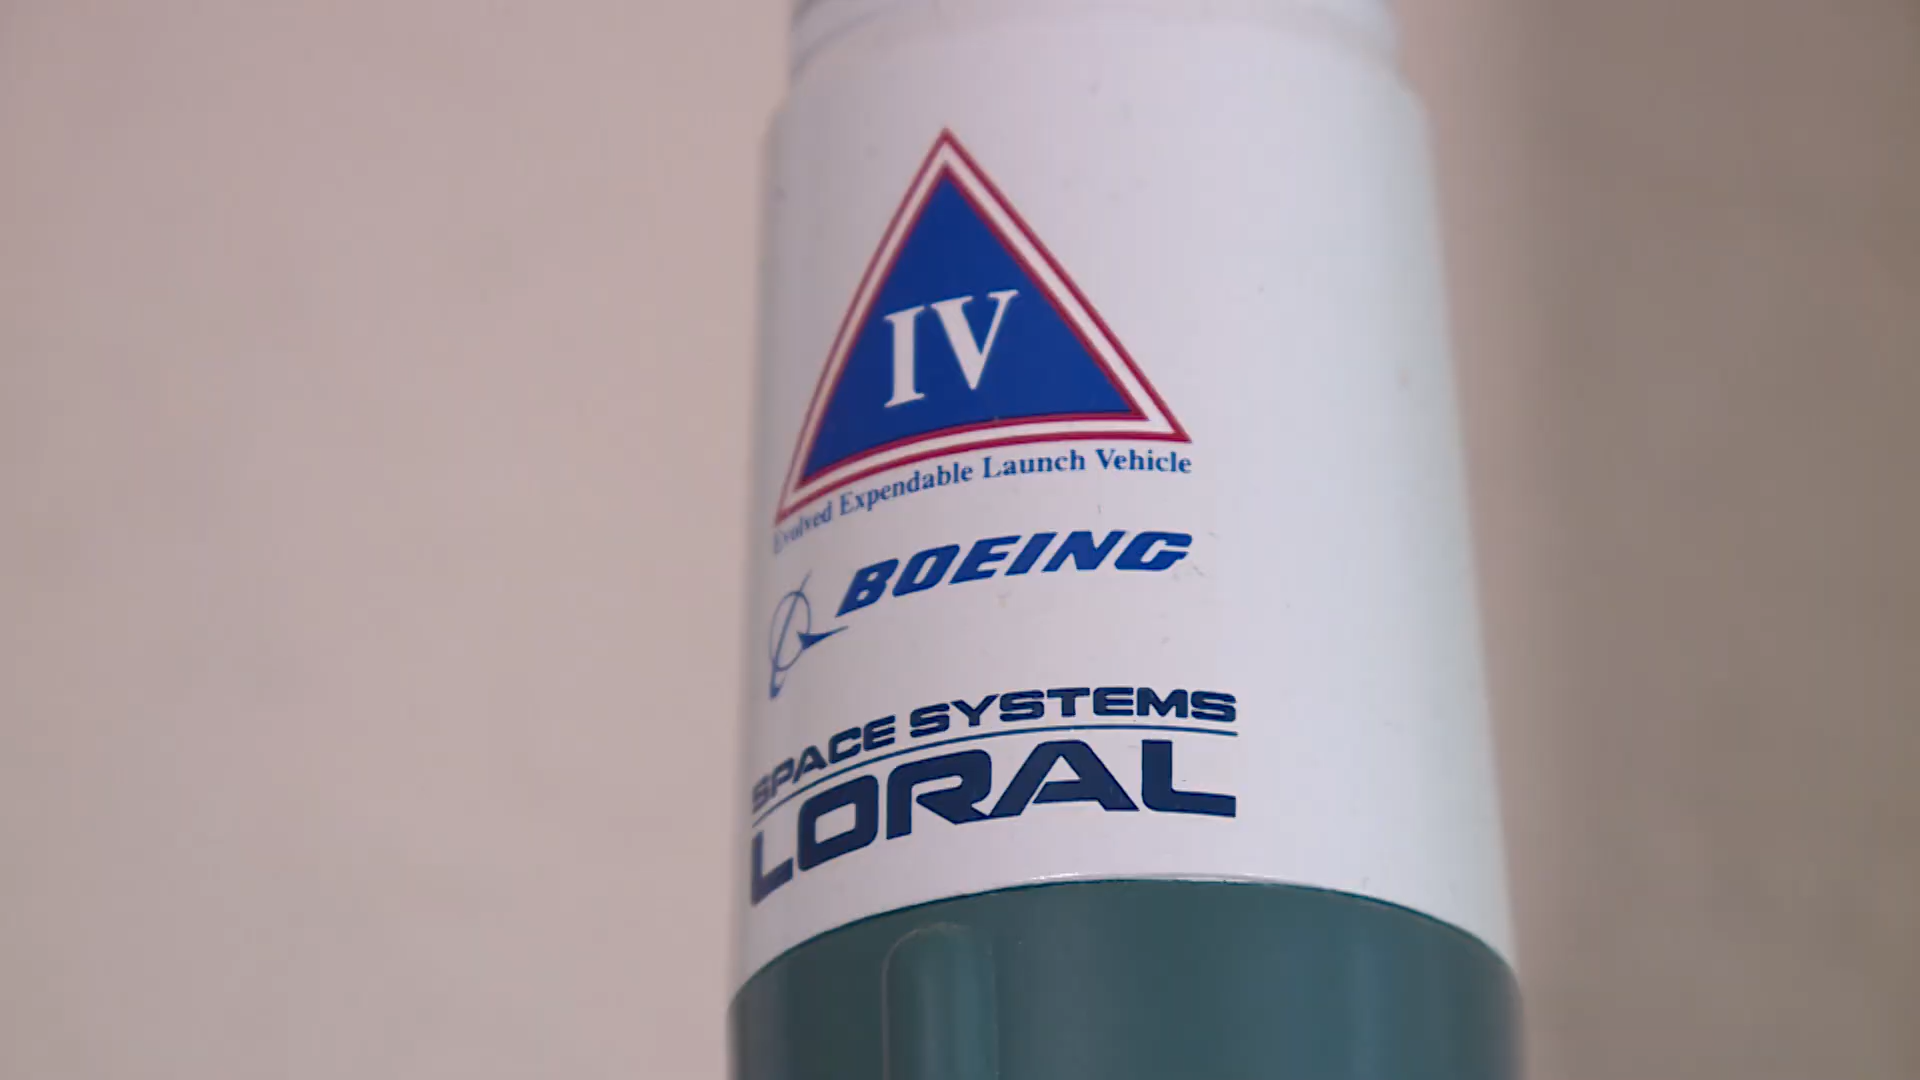 IV
Evolved Expendable Launch Vehicle
BOEING
SPACE SYSTEMS
LORAL